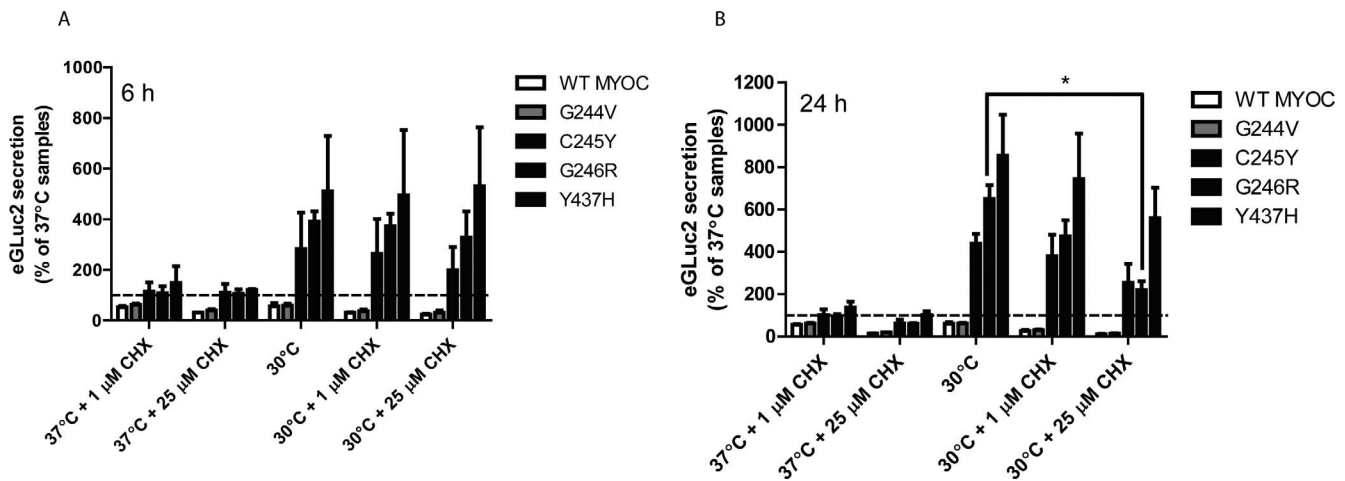 A
eGLuc2 secretion
(% of 37°C samples)
1000
800
600
400
200
0
6 h
WT MYOC
G244V
C245Y
G246R
Y437H
37°C + 1 µM CHX
37°C + 25 µM CHX
30°C
30°C + 1 µM CHX
30°C + 25 µM CHX
B
eGLuc2 secretion
(% of 37°C samples)
1200
1000
800
600
400
200
0
24 h
*
WT MYOC
G244V
C245Y
G246R
Y437H
37°C + 1 µM CHX
37°C + 25 µM CHX
30°C
30°C + 1 µM CHX
30°C + 25 µM CHX